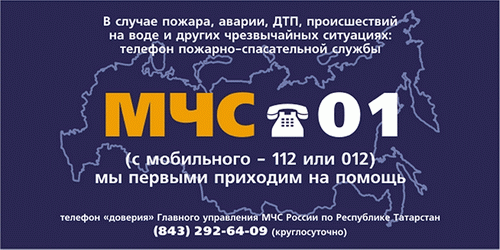 В случае пожара, аварии, ДТП, происшествий
на воде и других чрезвычайных ситуациях:
телефон пожарно-спасательной службы
МЧС ☎ 01
(с мобильного - 112 или 012)
мы первыми приходим на помощь
телефон «доверия» Главного управления МЧС России по Республике Татарстан
(843) 292-64-09 (круглосуточно)